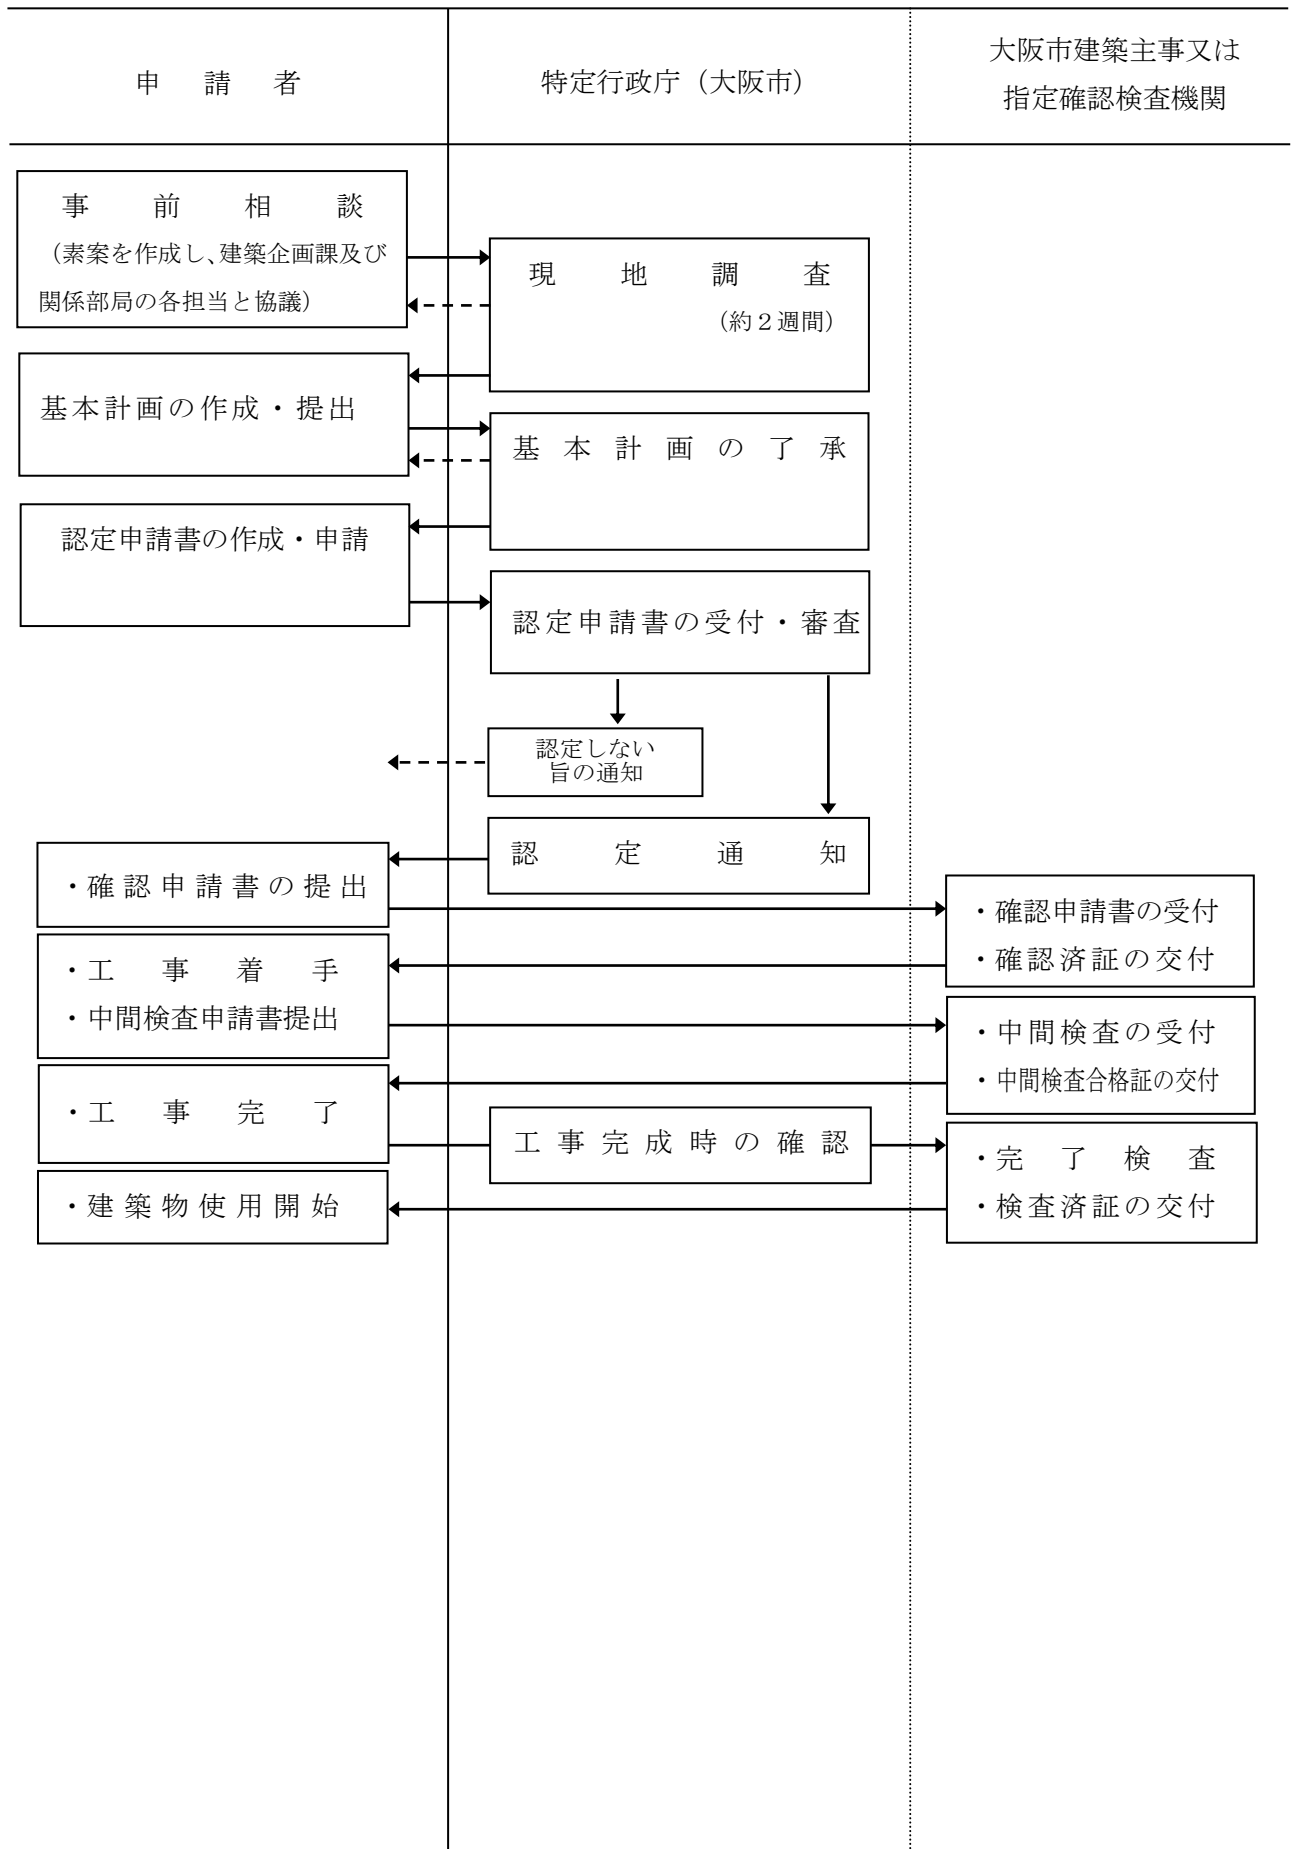 申請者
特定行政庁（大阪市）
大阪市建築主事又は
指定確認検査機関
事前相談
（素案を作成し、建築企画課及び
関係部局の各担当と協議）
現地調査
（約２週間）
基本計画の作成・提出
基本計画の了承
認定申請書の作成・申請
認定申請書の受付・審査
認定しない
旨の通知
認定通知
・確認申請書の提出
・確認申請書の受付
・確認済証の交付
・工事着手
・中間検査申請書提出
・中間検査の受付
・中間検査合格証の交付
・工事完了
工事完成時の確認
・完了検査
・検査済証の交付
・建築物使用開始